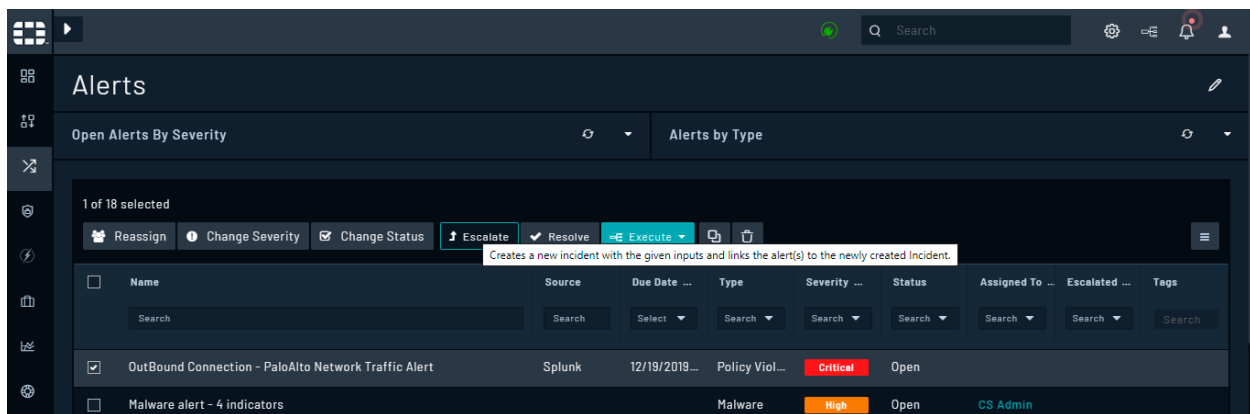 Search
Alerts
Open Alerts By Severity
Alerts by Type
1 of 18 selected
Reassign Change Severity Change Status Escalate Resolve Execute
Creates a new incident with the given inputs and links the alert(s) to the newly created Incident.
Name Source Due Date ... Type Severity ... Status Assigned To ... Escalated ... Tags
Search Search Select Search Search Search Search Search Search
OutBound Connection - PaloAlto Network Traffic Alert Splunk 12/19/2019... Policy Viol... Critical Open
Malware alert - 4 indicators Malware High Open CS Admin